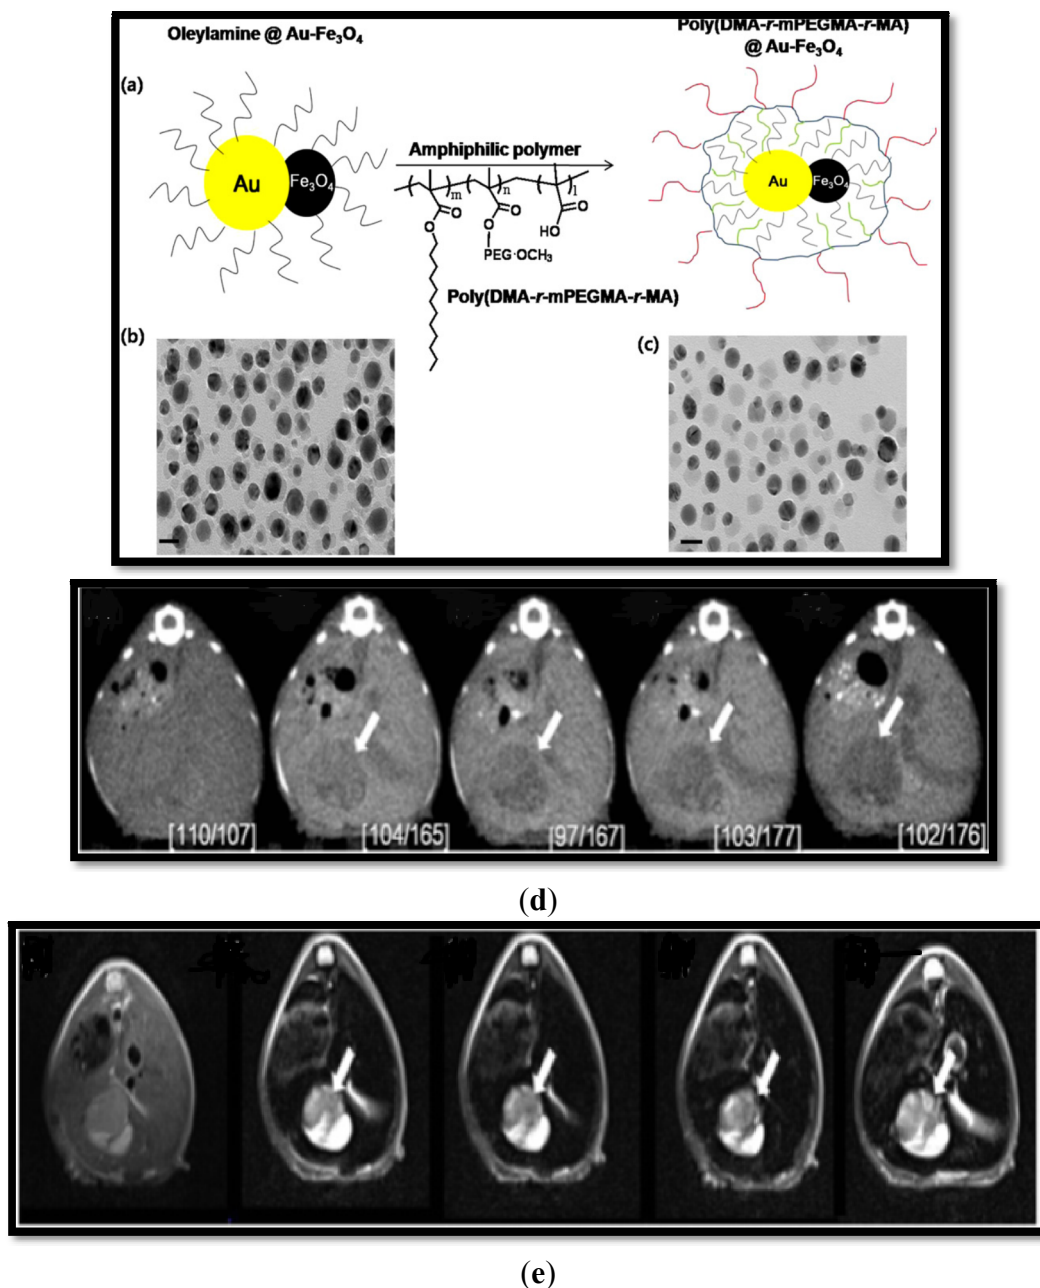 Oleylamine @ Au-Fe₃O₄
Poly(DMA-r-mPEGMA-r-MA)
@ Au-Fe₃O₄
(a)
Au
Fe₃O₄
Amphiphilic polymer
m
n
l
O
O
O
O
O
HO
PEG·OCH₃
Poly(DMA-r-mPEGMA-r-MA)
Au
Fe₃O₄
(b)
(c)
[110/107]
[104/165]
[97/167]
[103/177]
[102/176]
(d)
(e)